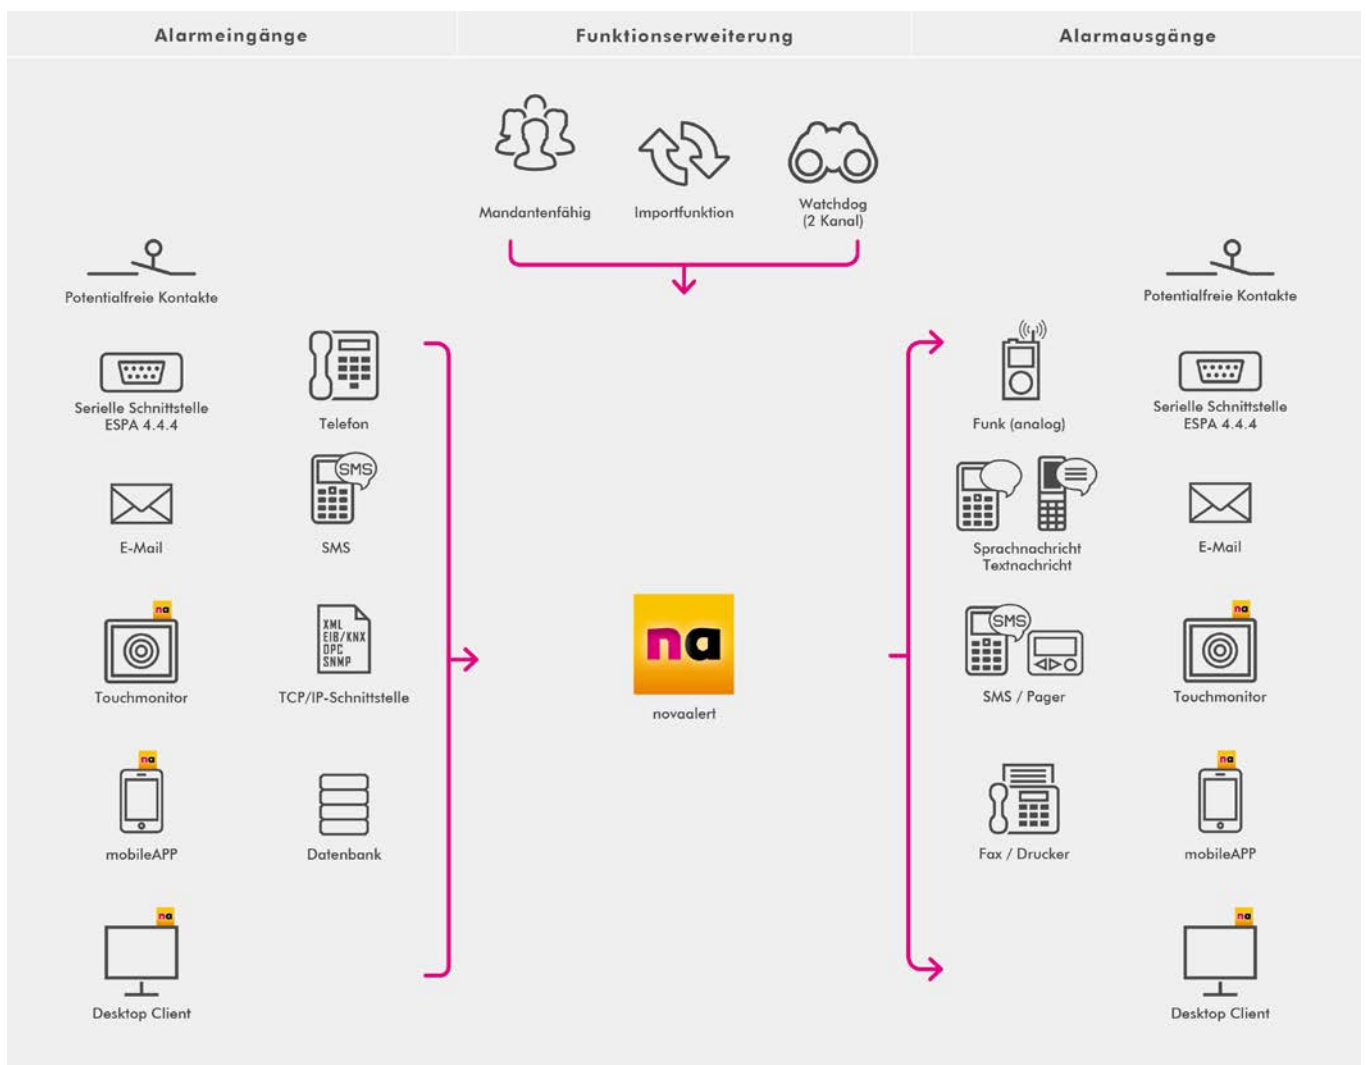 Alarmeingänge
Funktionserweiterung
Alarmausgänge
Mandantenfähig
Importfunktion
Watchdog
(2 Kanal)
Potentialfreie Kontakte
Serielle Schnittstelle
ESPA 4.4.4
Telefon
E-Mail
SMS
SMS
na
Touchmonitor
XML
EIB/KNX
OPC
SNMP
TCP/IP-Schnittstelle
na
mobileAPP
Datenbank
na
Desktop Client
na
novaalert
Potentialfreie Kontakte
Funk (analog)
Serielle Schnittstelle
ESPA 4.4.4
Sprachnachricht
Textnachricht
E-Mail
SMS
SMS / Pager
na
Touchmonitor
Fax / Drucker
na
mobileAPP
na
Desktop Client